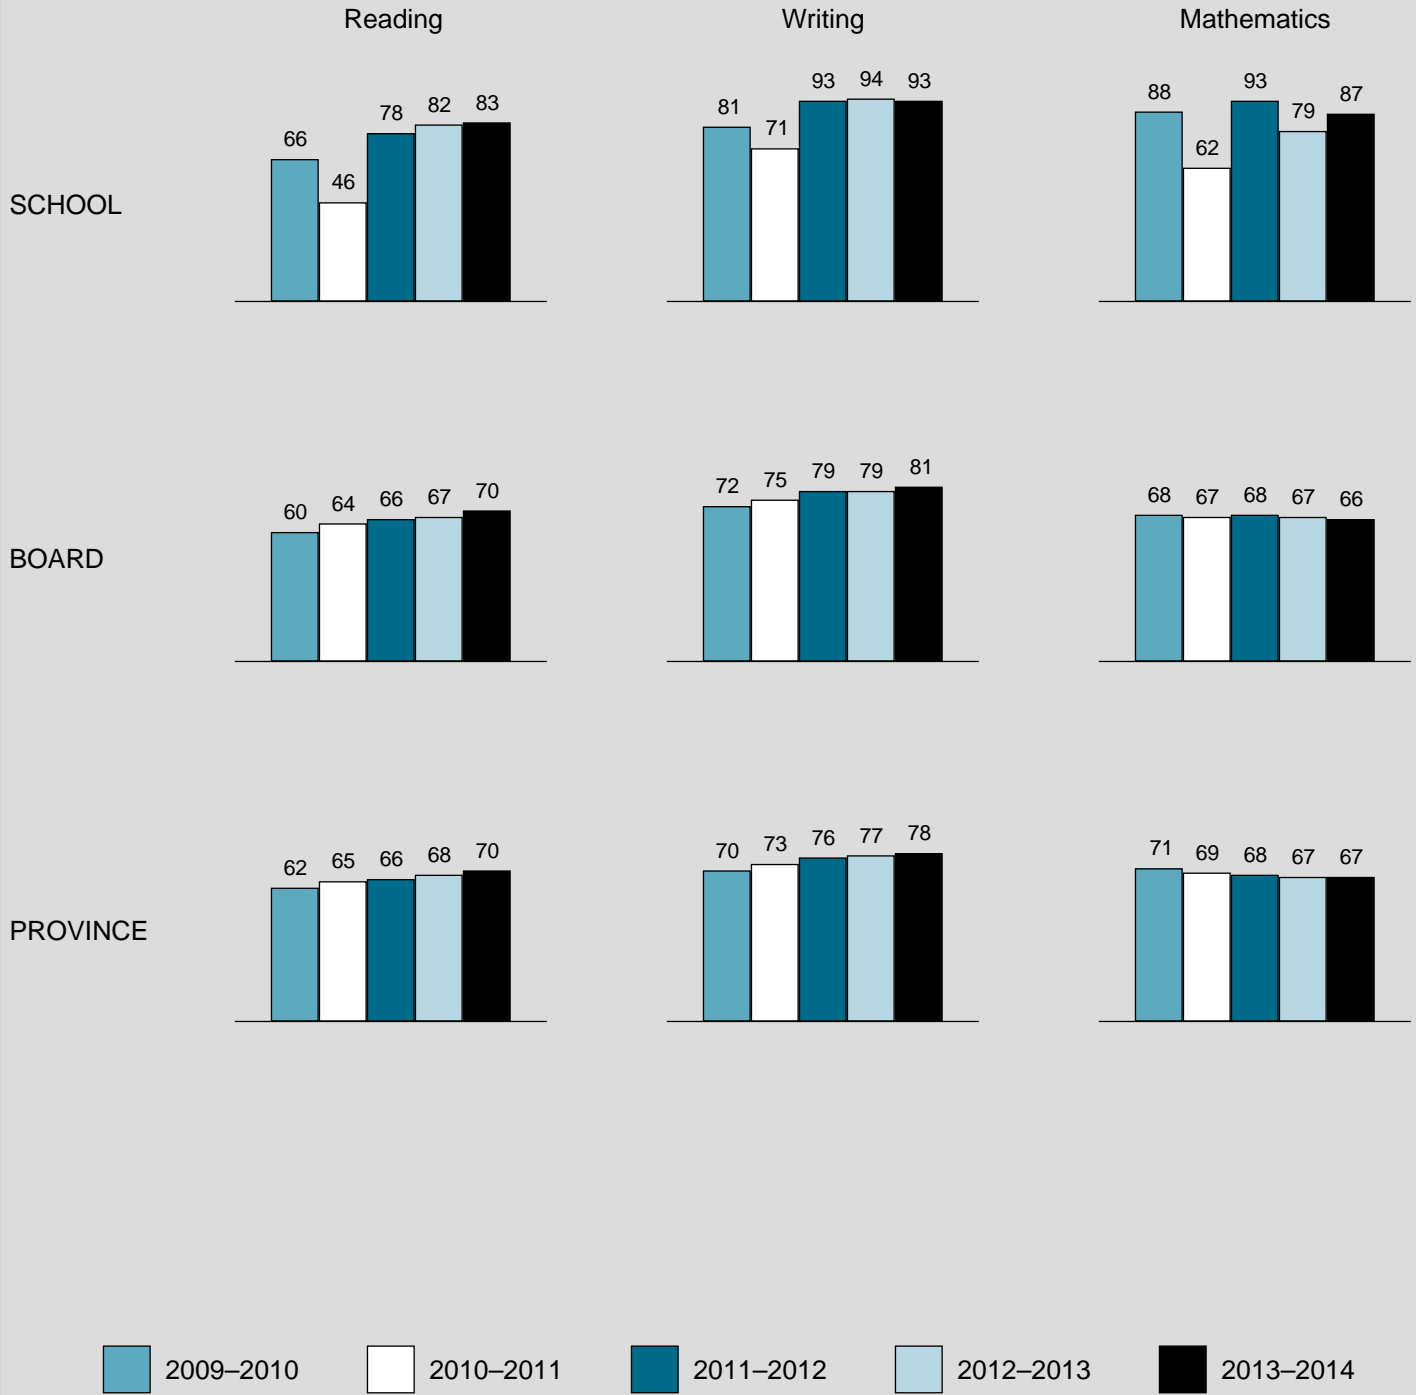 Reading Writing Mathematics
SCHOOL
66 46 78 82 83
81 71 93 94 93
88 62 93 79 87
BOARD
60 64 66 67 70
72 75 79 79 81
68 67 68 67 66
PROVINCE
62 65 66 68 70
70 73 76 77 78
71 69 68 67 67
2009–2010 2010–2011 2011–2012 2012–2013 2013–2014